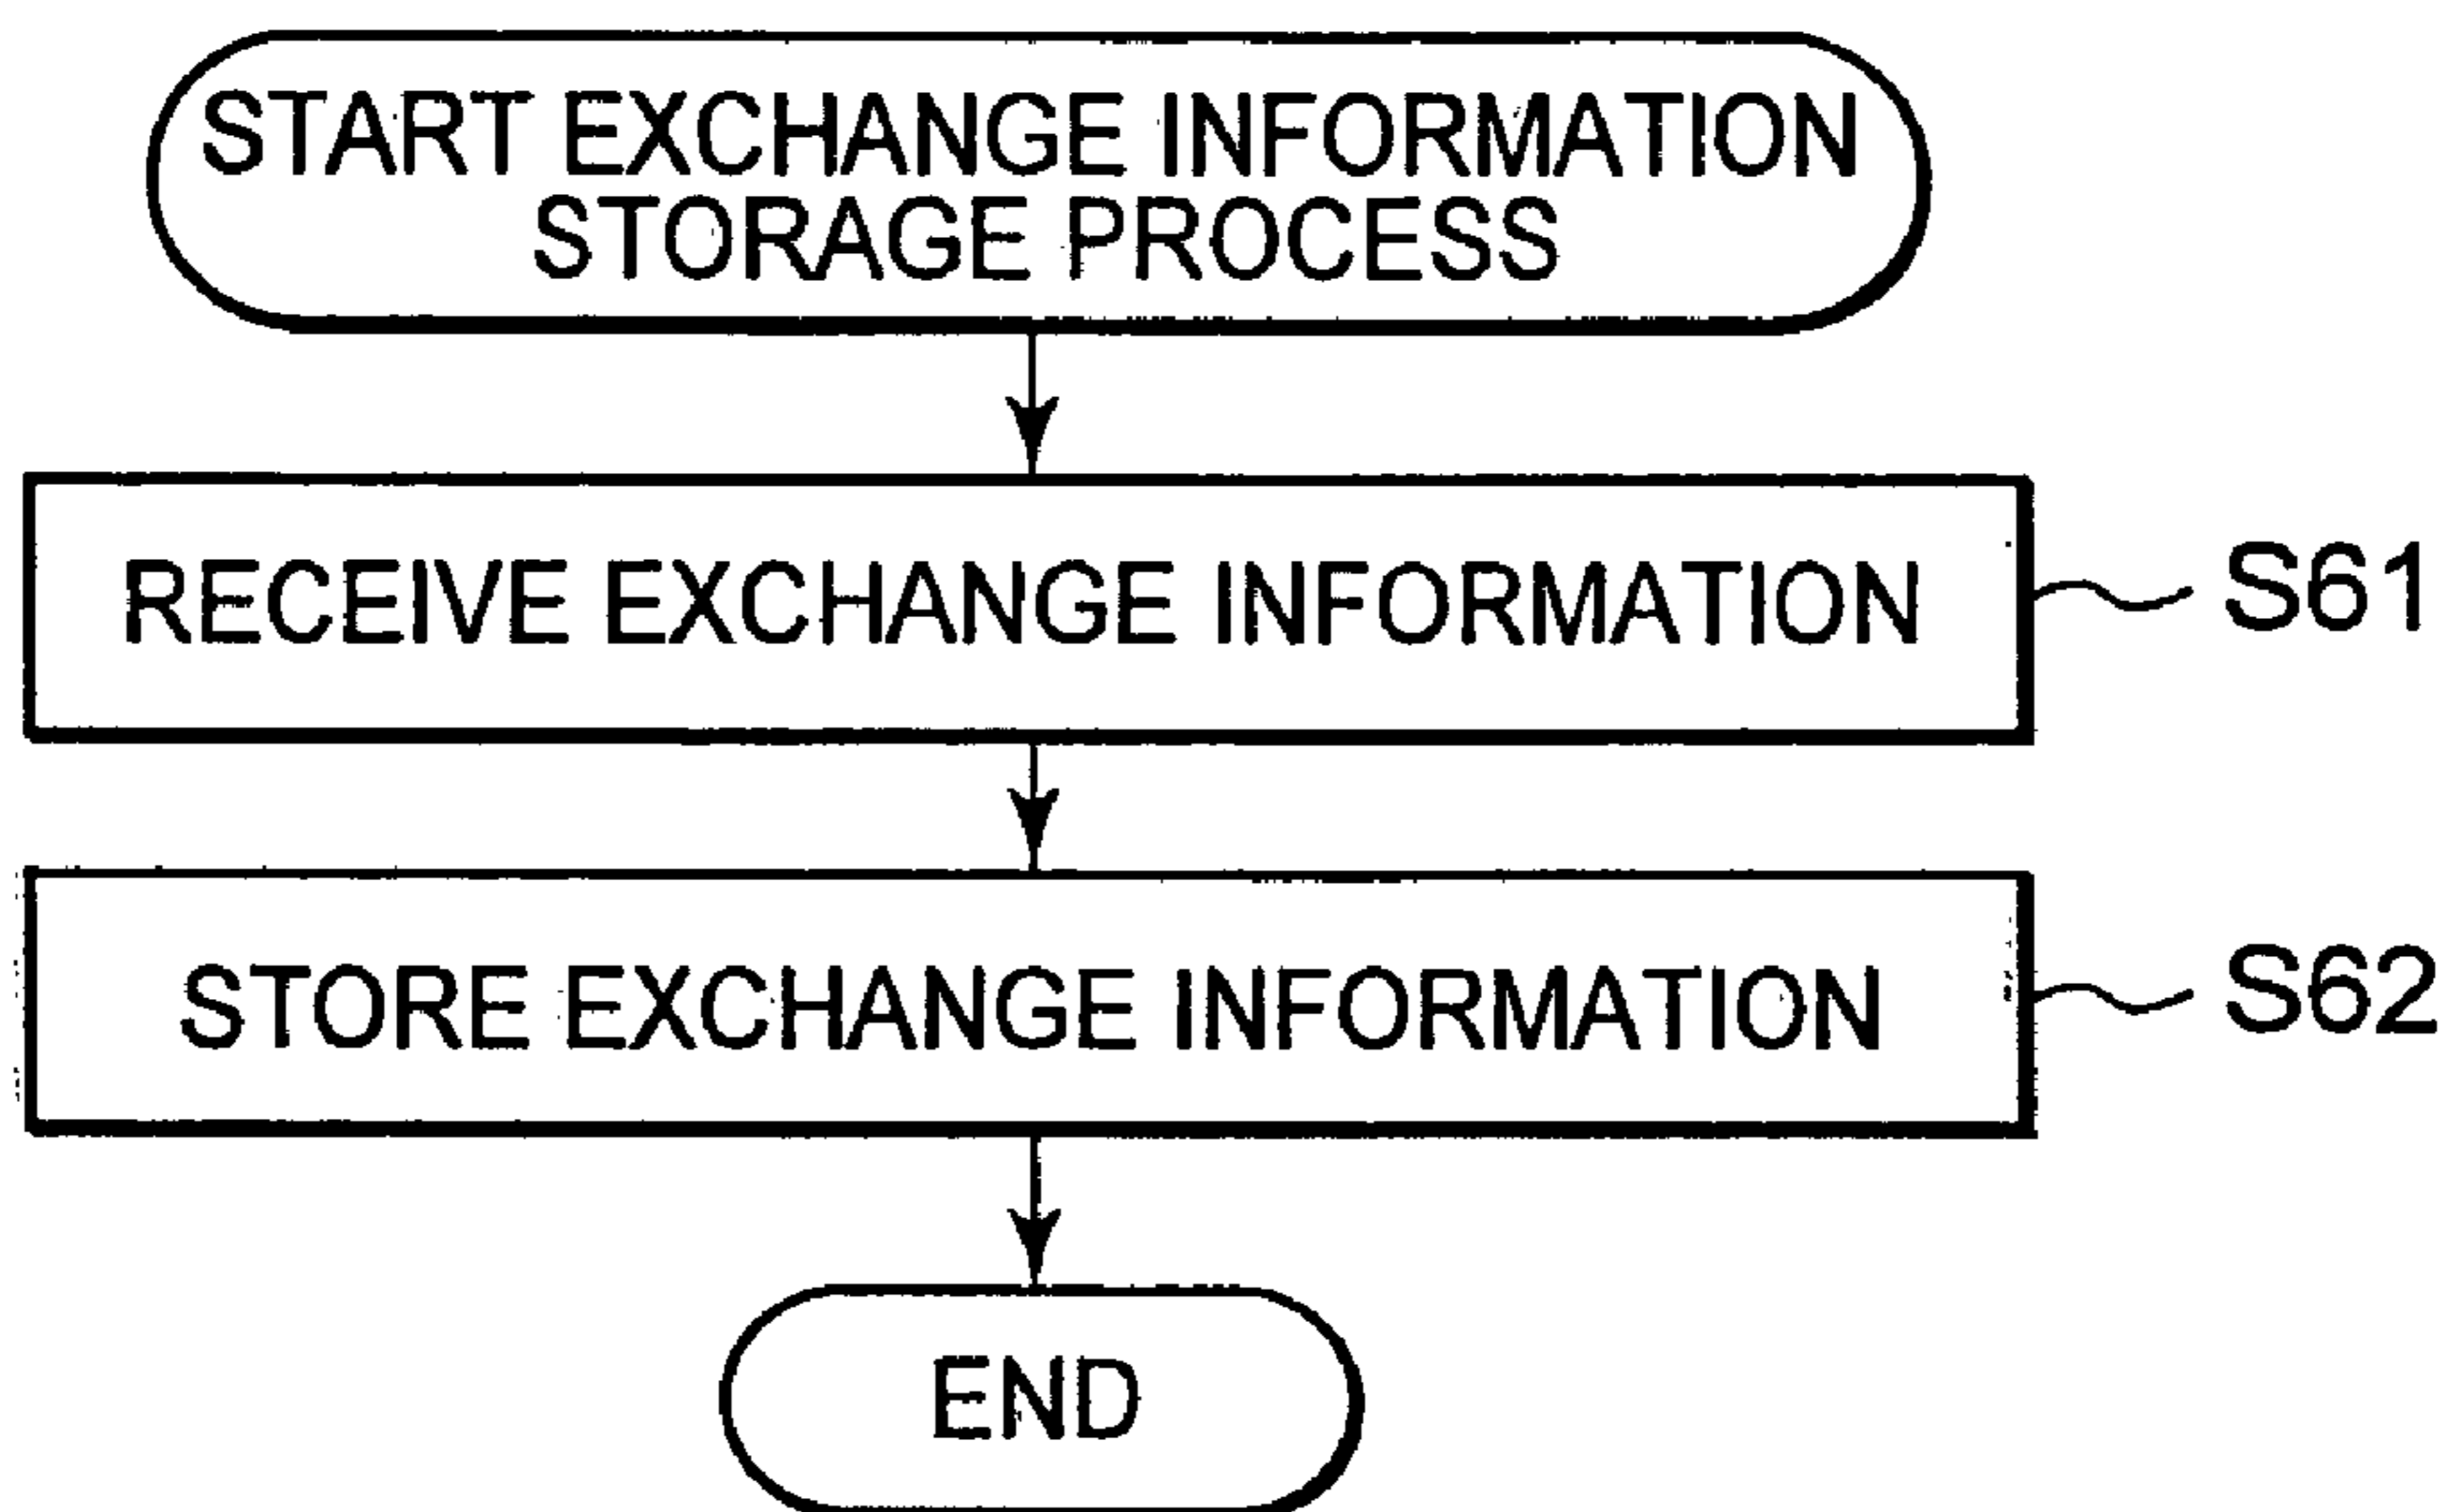 START EXCHANGE INFORMATION
STORAGE PROCESS
RECEIVE EXCHANGE INFORMATION
S61
STORE EXCHANGE INFORMATION
S62
END